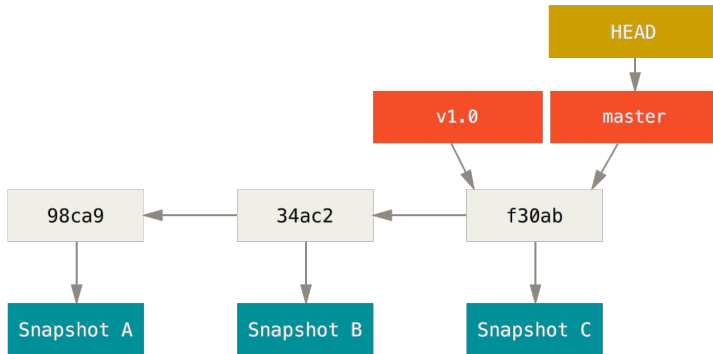 HEAD
v1.0
master
98ca9
34ac2
f30ab
Snapshot A
Snapshot B
Snapshot C